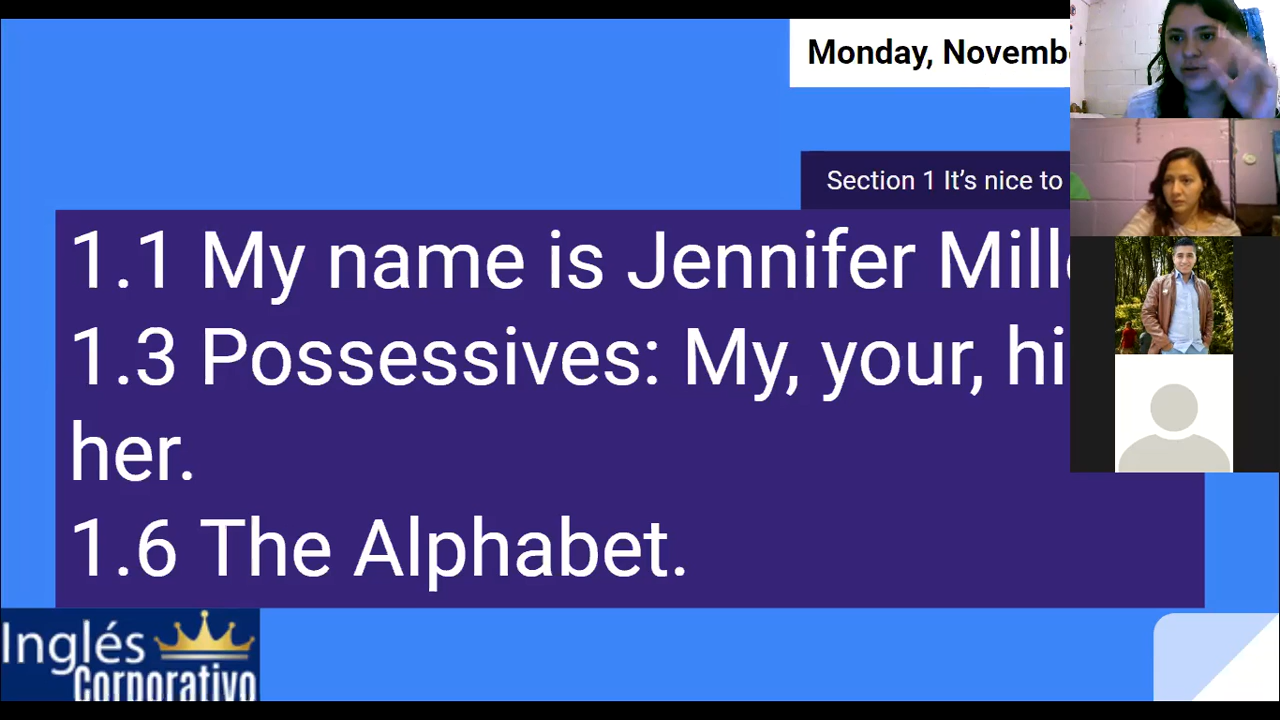 Monday, Novemb
Section 1 It's nice to
1.1 My name is Jennifer Mill
1.3 Possessives: My, your, hi
her.
1.6 The Alphabet.
Inglés
Corporativo